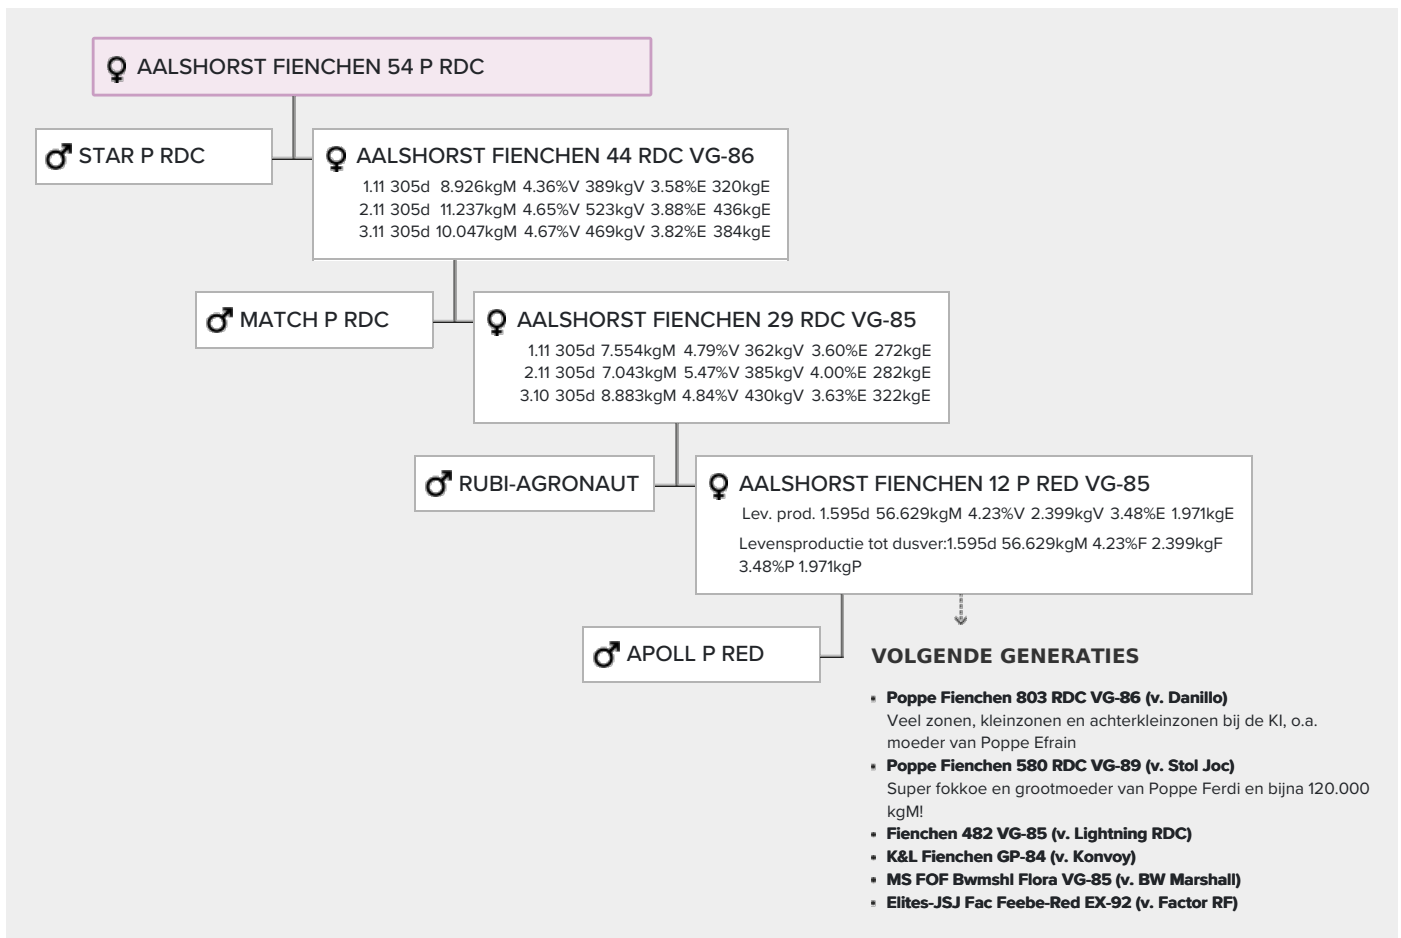 AALSHORST FIENCHEN 54 P RDC
STAR P RDC
AALSHORST FIENCHEN 44 RDC VG-86
1.11 305d 8.926kgM 4.36%V 389kgV 3.58%E 320kgE
2.11 305d 11.237kgM 4.65%V 523kgV 3.88%E 436kgE
3.11 305d 10.047kgM 4.67%V 469kgV 3.82%E 384kgE
MATCH P RDC
AALSHORST FIENCHEN 29 RDC VG-85
1.11 305d 7.554kgM 4.79%V 362kgV 3.60%E 272kgE
2.11 305d 7.043kgM 5.47%V 385kgV 4.00%E 282kgE
3.10 305d 8.883kgM 4.84%V 430kgV 3.63%E 322kgE
RUBI-AGRONAUT
AALSHORST FIENCHEN 12 P RED VG-85
Lev. prod. 1.595d 56.629kgM 4.23%V 2.399kgV 3.48%E 1.971kgE
Levensproductie tot dusver:1.595d 56.629kgM 4.23%F 2.399kgF
3.48%P 1.971kgP
APOLL P RED
VOLGENDE GENERATIES
Poppe Fienchen 803 RDC VG-86 (v. Danillo)
Veel zonen, kleinzonen en achterkleinzonen bij de KI, o.a.
moeder van Poppe Efrain
Poppe Fienchen 580 RDC VG-89 (v. Stol Joc)
Super fokkoe en grootmoeder van Poppe Ferdi en bijna 120.000
kgM!
Fienchen 482 VG-85 (v. Lightning RDC)
K&L Fienchen GP-84 (v. Konvoy)
MS FOF Bwmshl Flora VG-85 (v. BW Marshall)
Elites-JSJ Fac Feebe-Red EX-92 (v. Factor RF)